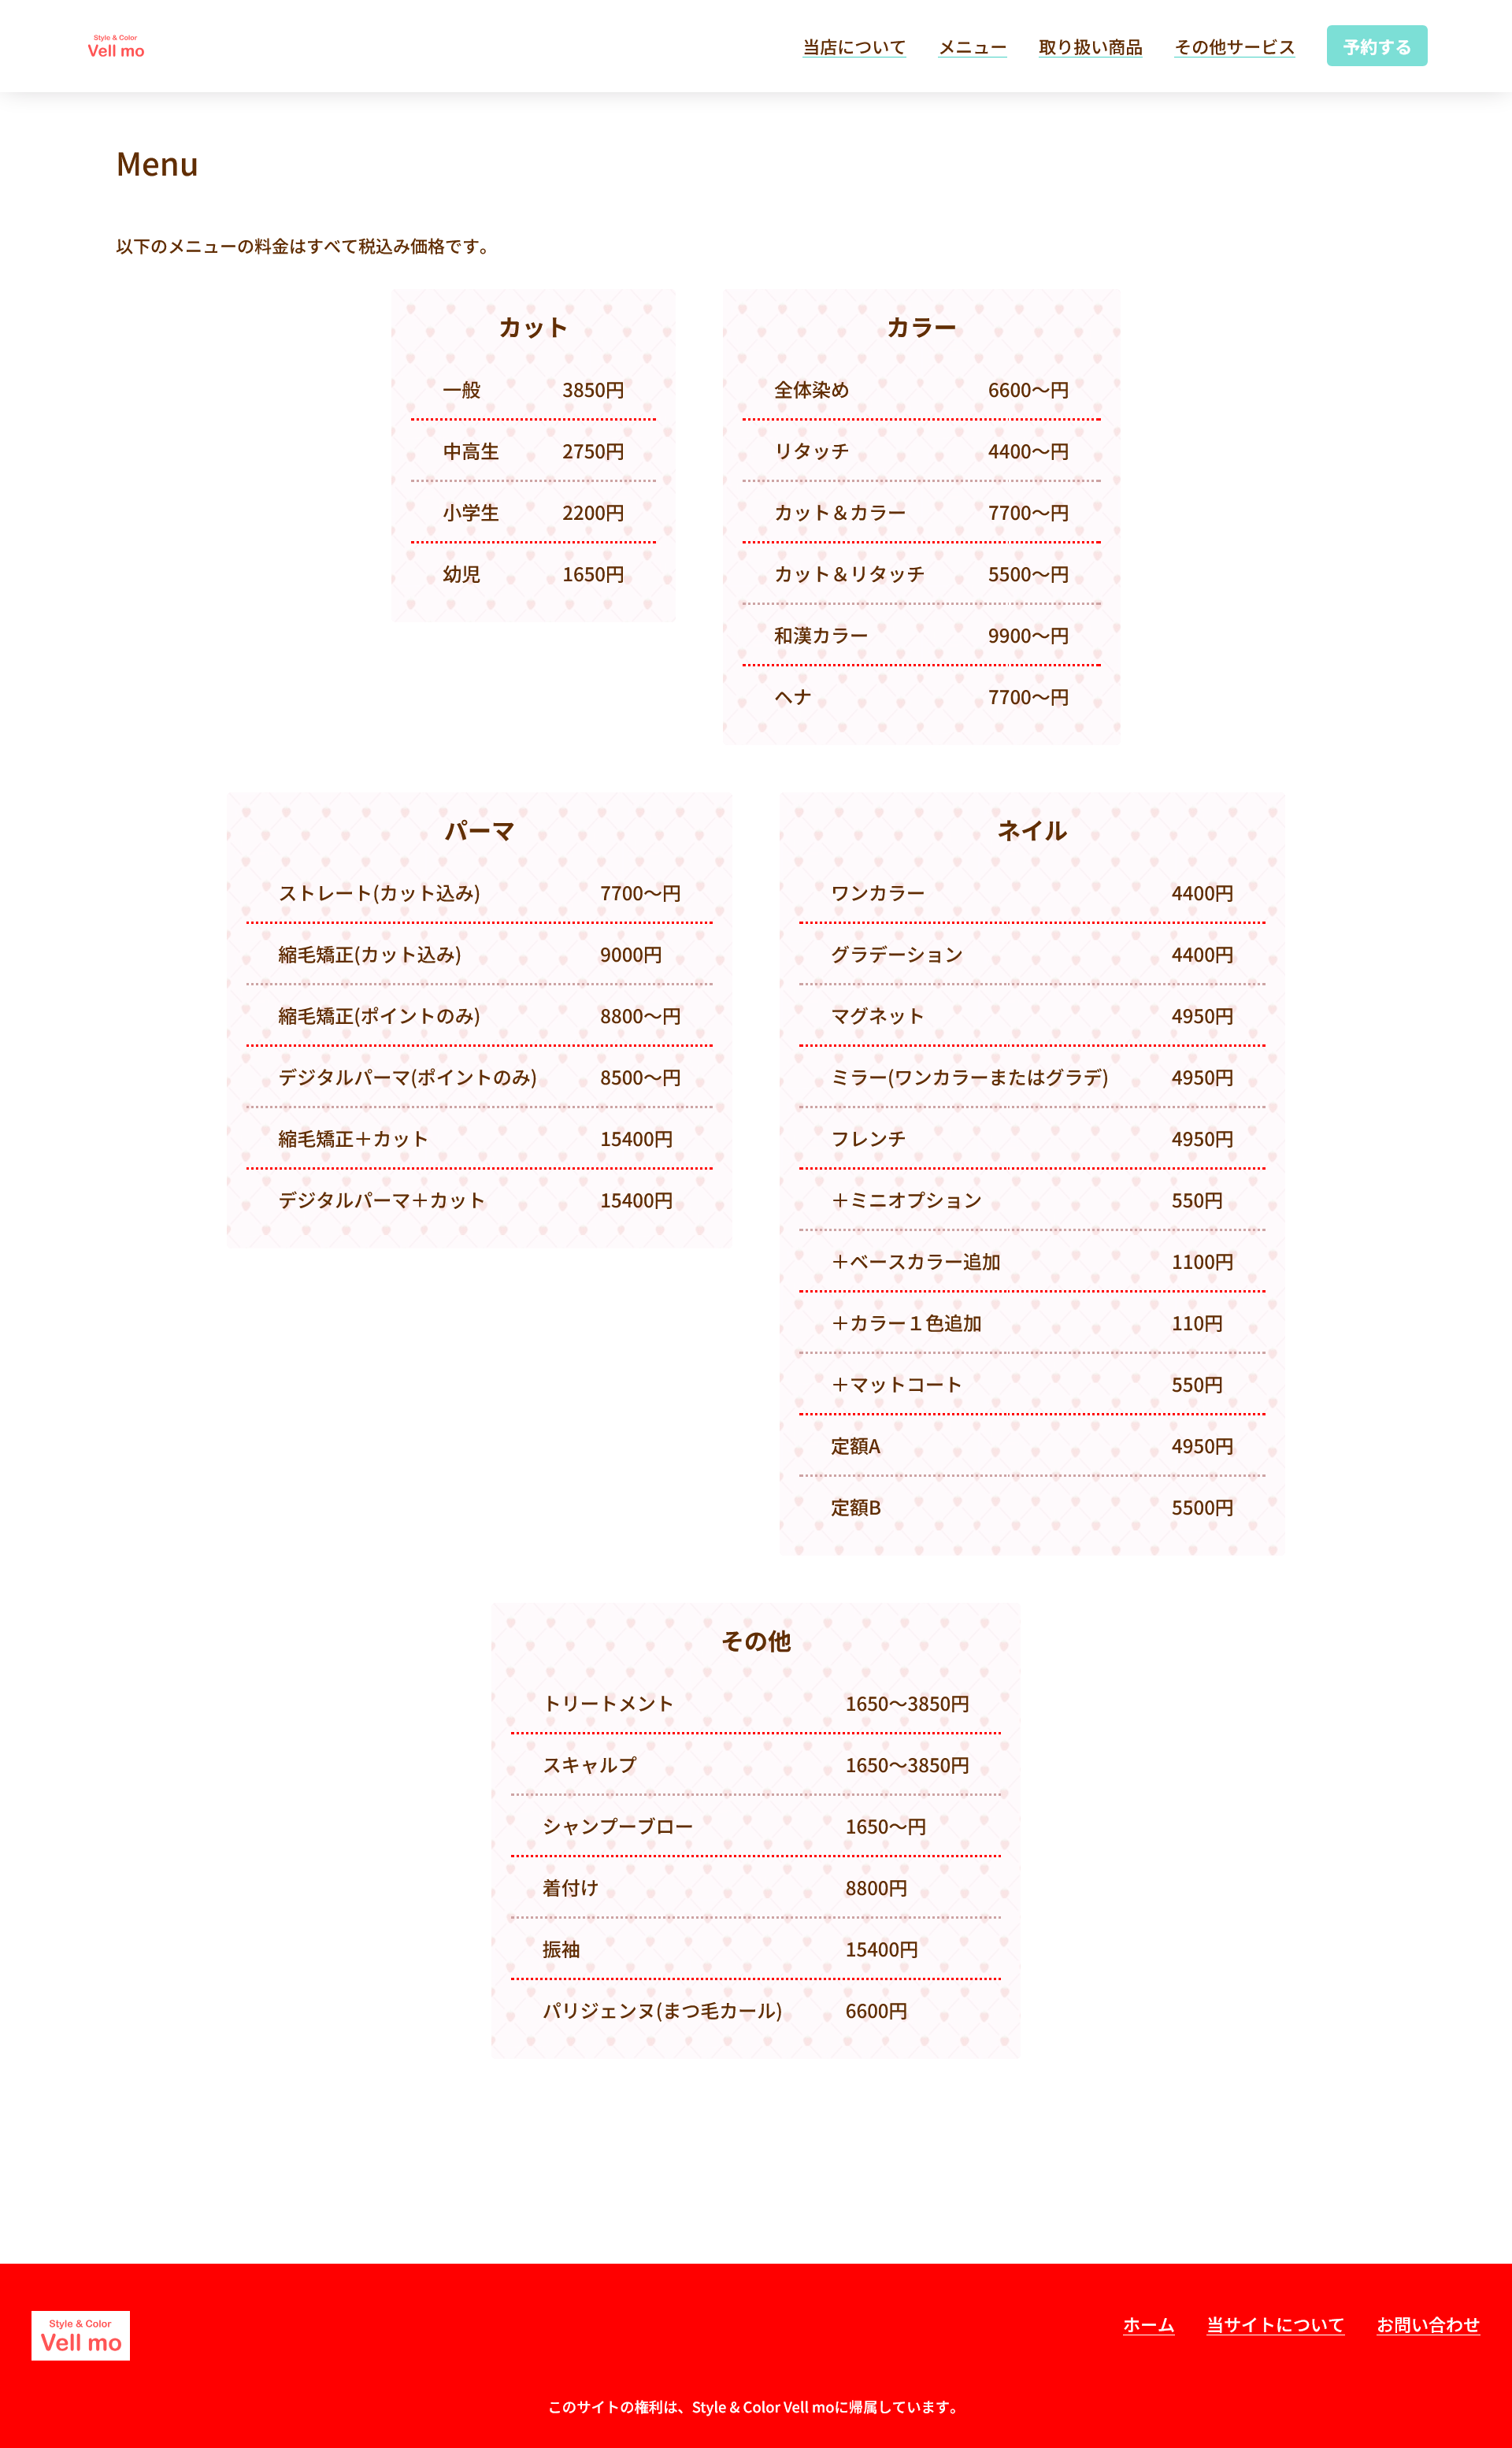 Style & Color
Vell mo
当店について メニュー 取り扱い商品 その他サービス 予約する
Menu
以下のメニューの料金はすべて税込み価格です。
カット
一般 3850円
中高生 2750円
小学生 2200円
幼児 1650円
カラー
全体染め 6600〜円
リタッチ 4400〜円
カット＆カラー 7700〜円
カット＆リタッチ 5500〜円
和漢カラー 9900〜円
ヘナ 7700〜円
パーマ
ストレート(カット込み) 7700〜円
縮毛矯正(カット込み) 9000円
縮毛矯正(ポイントのみ) 8800〜円
デジタルパーマ(ポイントのみ) 8500〜円
縮毛矯正＋カット 15400円
デジタルパーマ＋カット 15400円
ネイル
ワンカラー 4400円
グラデーション 4400円
マグネット 4950円
ミラー(ワンカラーまたはグラデ) 4950円
フレンチ 4950円
＋ミニオプション 550円
＋ベースカラー追加 1100円
＋カラー１色追加 110円
＋マットコート 550円
定額A 4950円
定額B 5500円
その他
トリートメント 1650〜3850円
スキャルプ 1650〜3850円
シャンプーブロー 1650〜円
着付け 8800円
振袖 15400円
パリジェンヌ(まつ毛カール) 6600円
Style & Color
Vell mo
ホーム 当サイトについて お問い合わせ
このサイトの権利は、Style & Color Vell moに帰属しています。